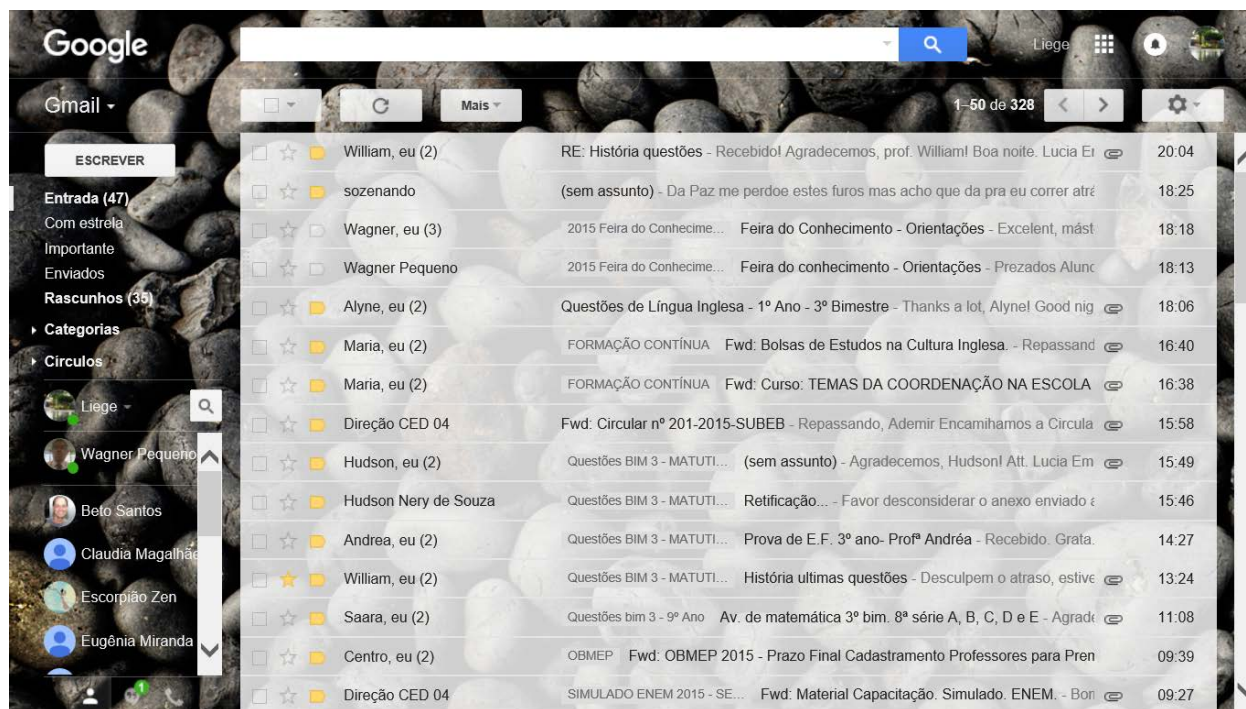 Google
Liege
Gmail
Mais
1–50 de 328
ESCREVER
Entrada (47)
Com estrela
Importante
Enviados
Rascunhos (35)
Categorias
Círculos
Liege
Wagner Pequeno
Beto Santos
Claudia Magalhãe
Escorpião Zen
Eugênia Miranda
1
William, eu (2) RE: História questões - Recebido! Agradecemos, prof. William! Boa noite. Lucia Er 20:04
sozenando (sem assunto) - Da Paz me perdoe estes furos mas acho que da pra eu correr atrá 18:25
Wagner, eu (3) 2015 Feira do Conhecime... Feira do Conhecimento - Orientações - Excelent, mást 18:18
Wagner Pequeno 2015 Feira do Conhecime... Feira do conhecimento - Orientações - Prezados Alunc 18:13
Alyne, eu (2) Questões de Língua Inglesa - 1º Ano - 3º Bimestre - Thanks a lot, Alyne! Good nig 18:06
Maria, eu (2) FORMAÇÃO CONTÍNUA Fwd: Bolsas de Estudos na Cultura Inglesa. - Repassand 16:40
Maria, eu (2) FORMAÇÃO CONTÍNUA Fwd: Curso: TEMAS DA COORDENAÇÃO NA ESCOLA 16:38
Direção CED 04 Fwd: Circular nº 201-2015-SUBEB - Repassando, Ademir Encamihamos a Circula 15:58
Hudson, eu (2) Questões BIM 3 - MATUTI... (sem assunto) - Agradecemos, Hudson! Att. Lucia Em 15:49
Hudson Nery de Souza Questões BIM 3 - MATUTI... Retificação... - Favor desconsiderar o anexo enviado a 15:46
Andrea, eu (2) Questões BIM 3 - MATUTI... Prova de E.F. 3º ano- Profª Andréa - Recebido. Grata. 14:27
William, eu (2) Questões BIM 3 - MATUTI... História ultimas questões - Desculpem o atraso, estive 13:24
Saara, eu (2) Questões bim 3 - 9º Ano Av. de matemática 3º bim. 8ª série A, B, C, D e E - Agrade 11:08
Centro, eu (2) OBMEP Fwd: OBMEP 2015 - Prazo Final Cadastramento Professores para Pren 09:39
Direção CED 04 SIMULADO ENEM 2015 - SE... Fwd: Material Capacitação. Simulado. ENEM. - Bon 09:27